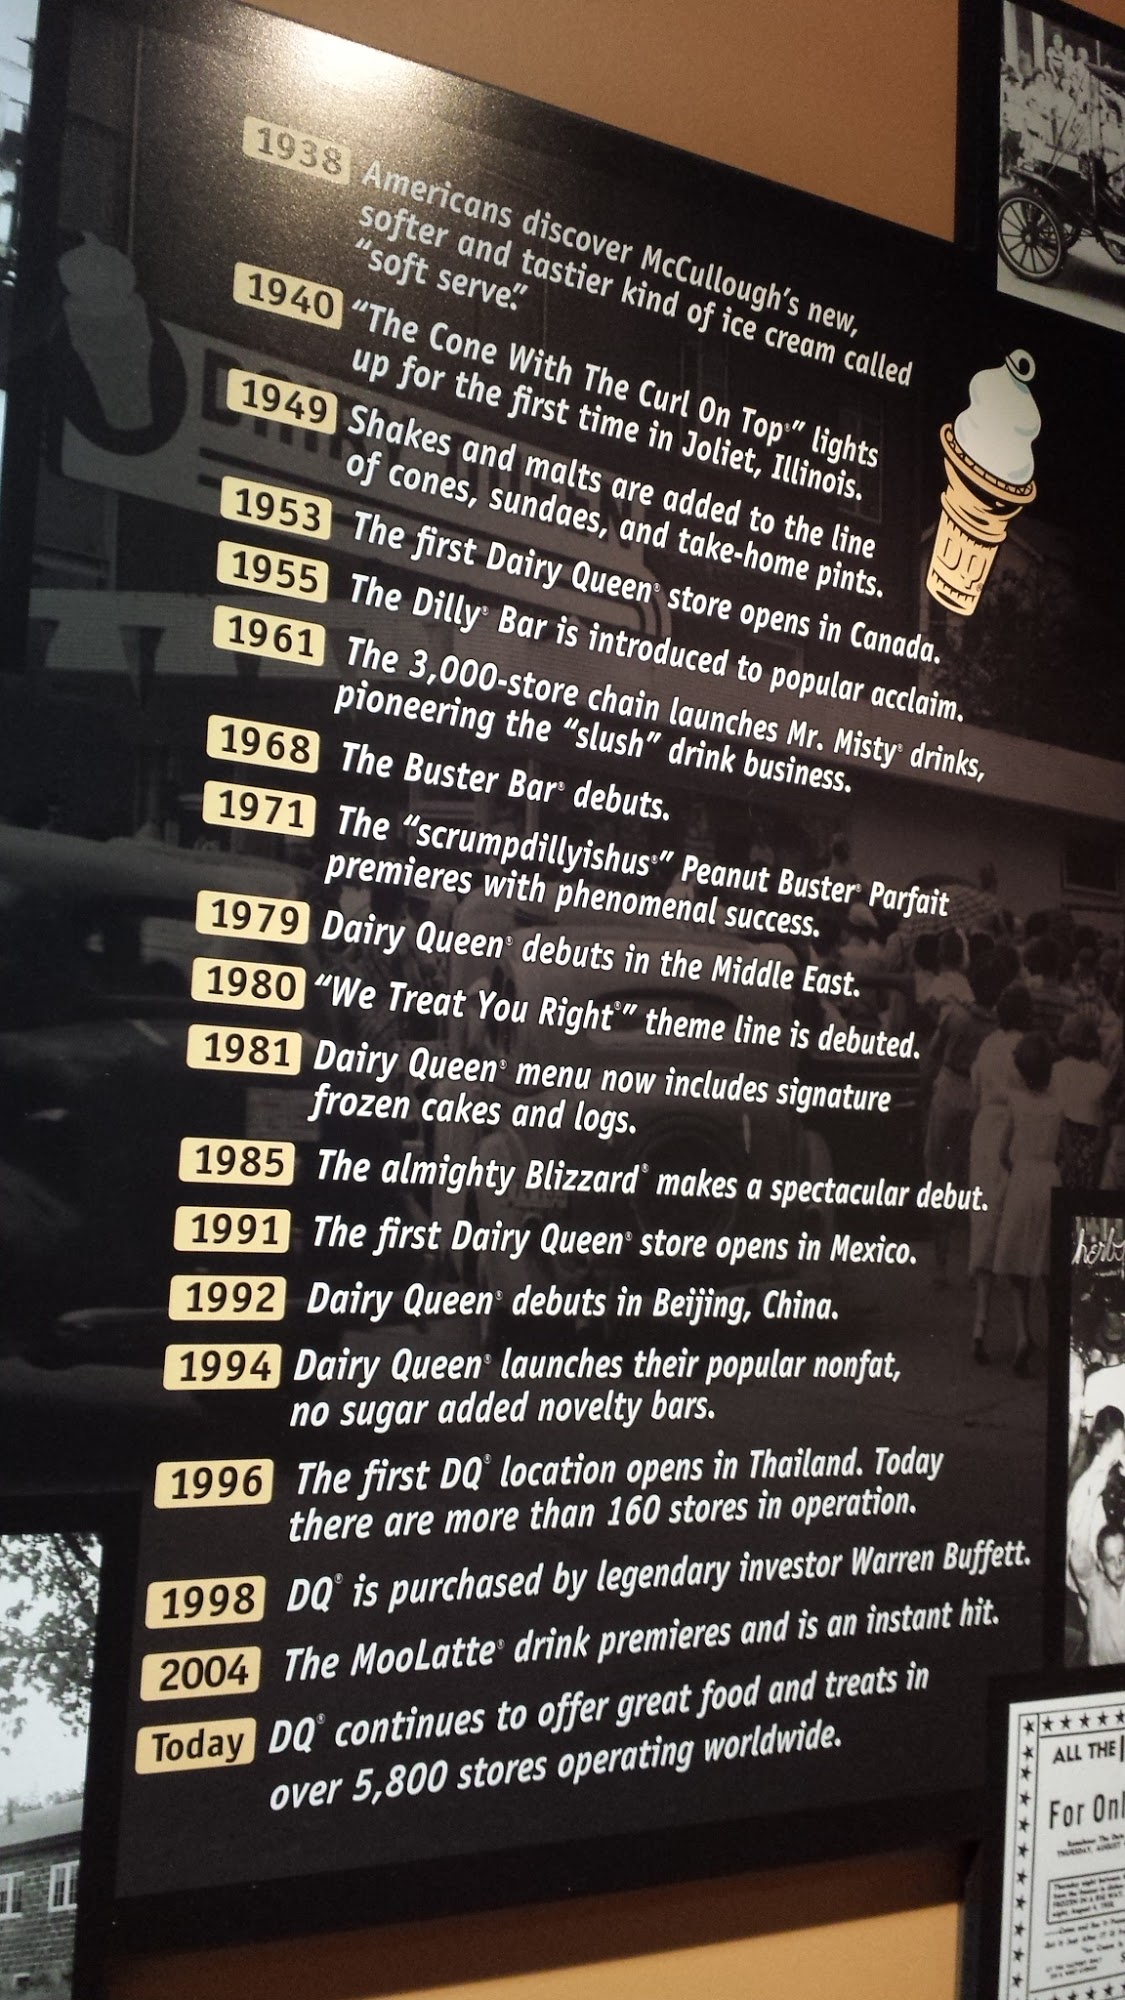 1938 Americans discover McCullough's new,
softer and tastier kind of ice cream called
"soft serve."
1940 "The Cone With The Curl On Top®" lights
up for the first time in Joliet, Illinois.
1949 Shakes and malts are added to the line
of cones, sundaes, and take-home pints.
1953 The first Dairy Queen® store opens in Canada.
1955 The Dilly® Bar is introduced to popular acclaim.
1961 The 3,000-store chain launches Mr. Misty® drinks,
pioneering the "slush" drink business.
1968 The Buster Bar® debuts.
1971 The "scrumpdillyishus®" Peanut Buster® Parfait
premieres with phenomenal success.
1979 Dairy Queen® debuts in the Middle East.
1980 "We Treat You Right®" theme line is debuted.
1981 Dairy Queen® menu now includes signature
frozen cakes and logs.
1985 The almighty Blizzard® makes a spectacular debut.
1991 The first Dairy Queen® store opens in Mexico.
1992 Dairy Queen® debuts in Beijing, China.
1994 Dairy Queen® launches their popular nonfat,
no sugar added novelty bars.
1996 The first DQ® location opens in Thailand. Today
there are more than 160 stores in operation.
1998 DQ® is purchased by legendary investor Warren Buffett.
2004 The MooLatte® drink premieres and is an instant hit.
Today DQ® continues to offer great food and treats in
over 5,800 stores operating worldwide.
DAIRY QUEEN
DQ
ALL THE
For Onl